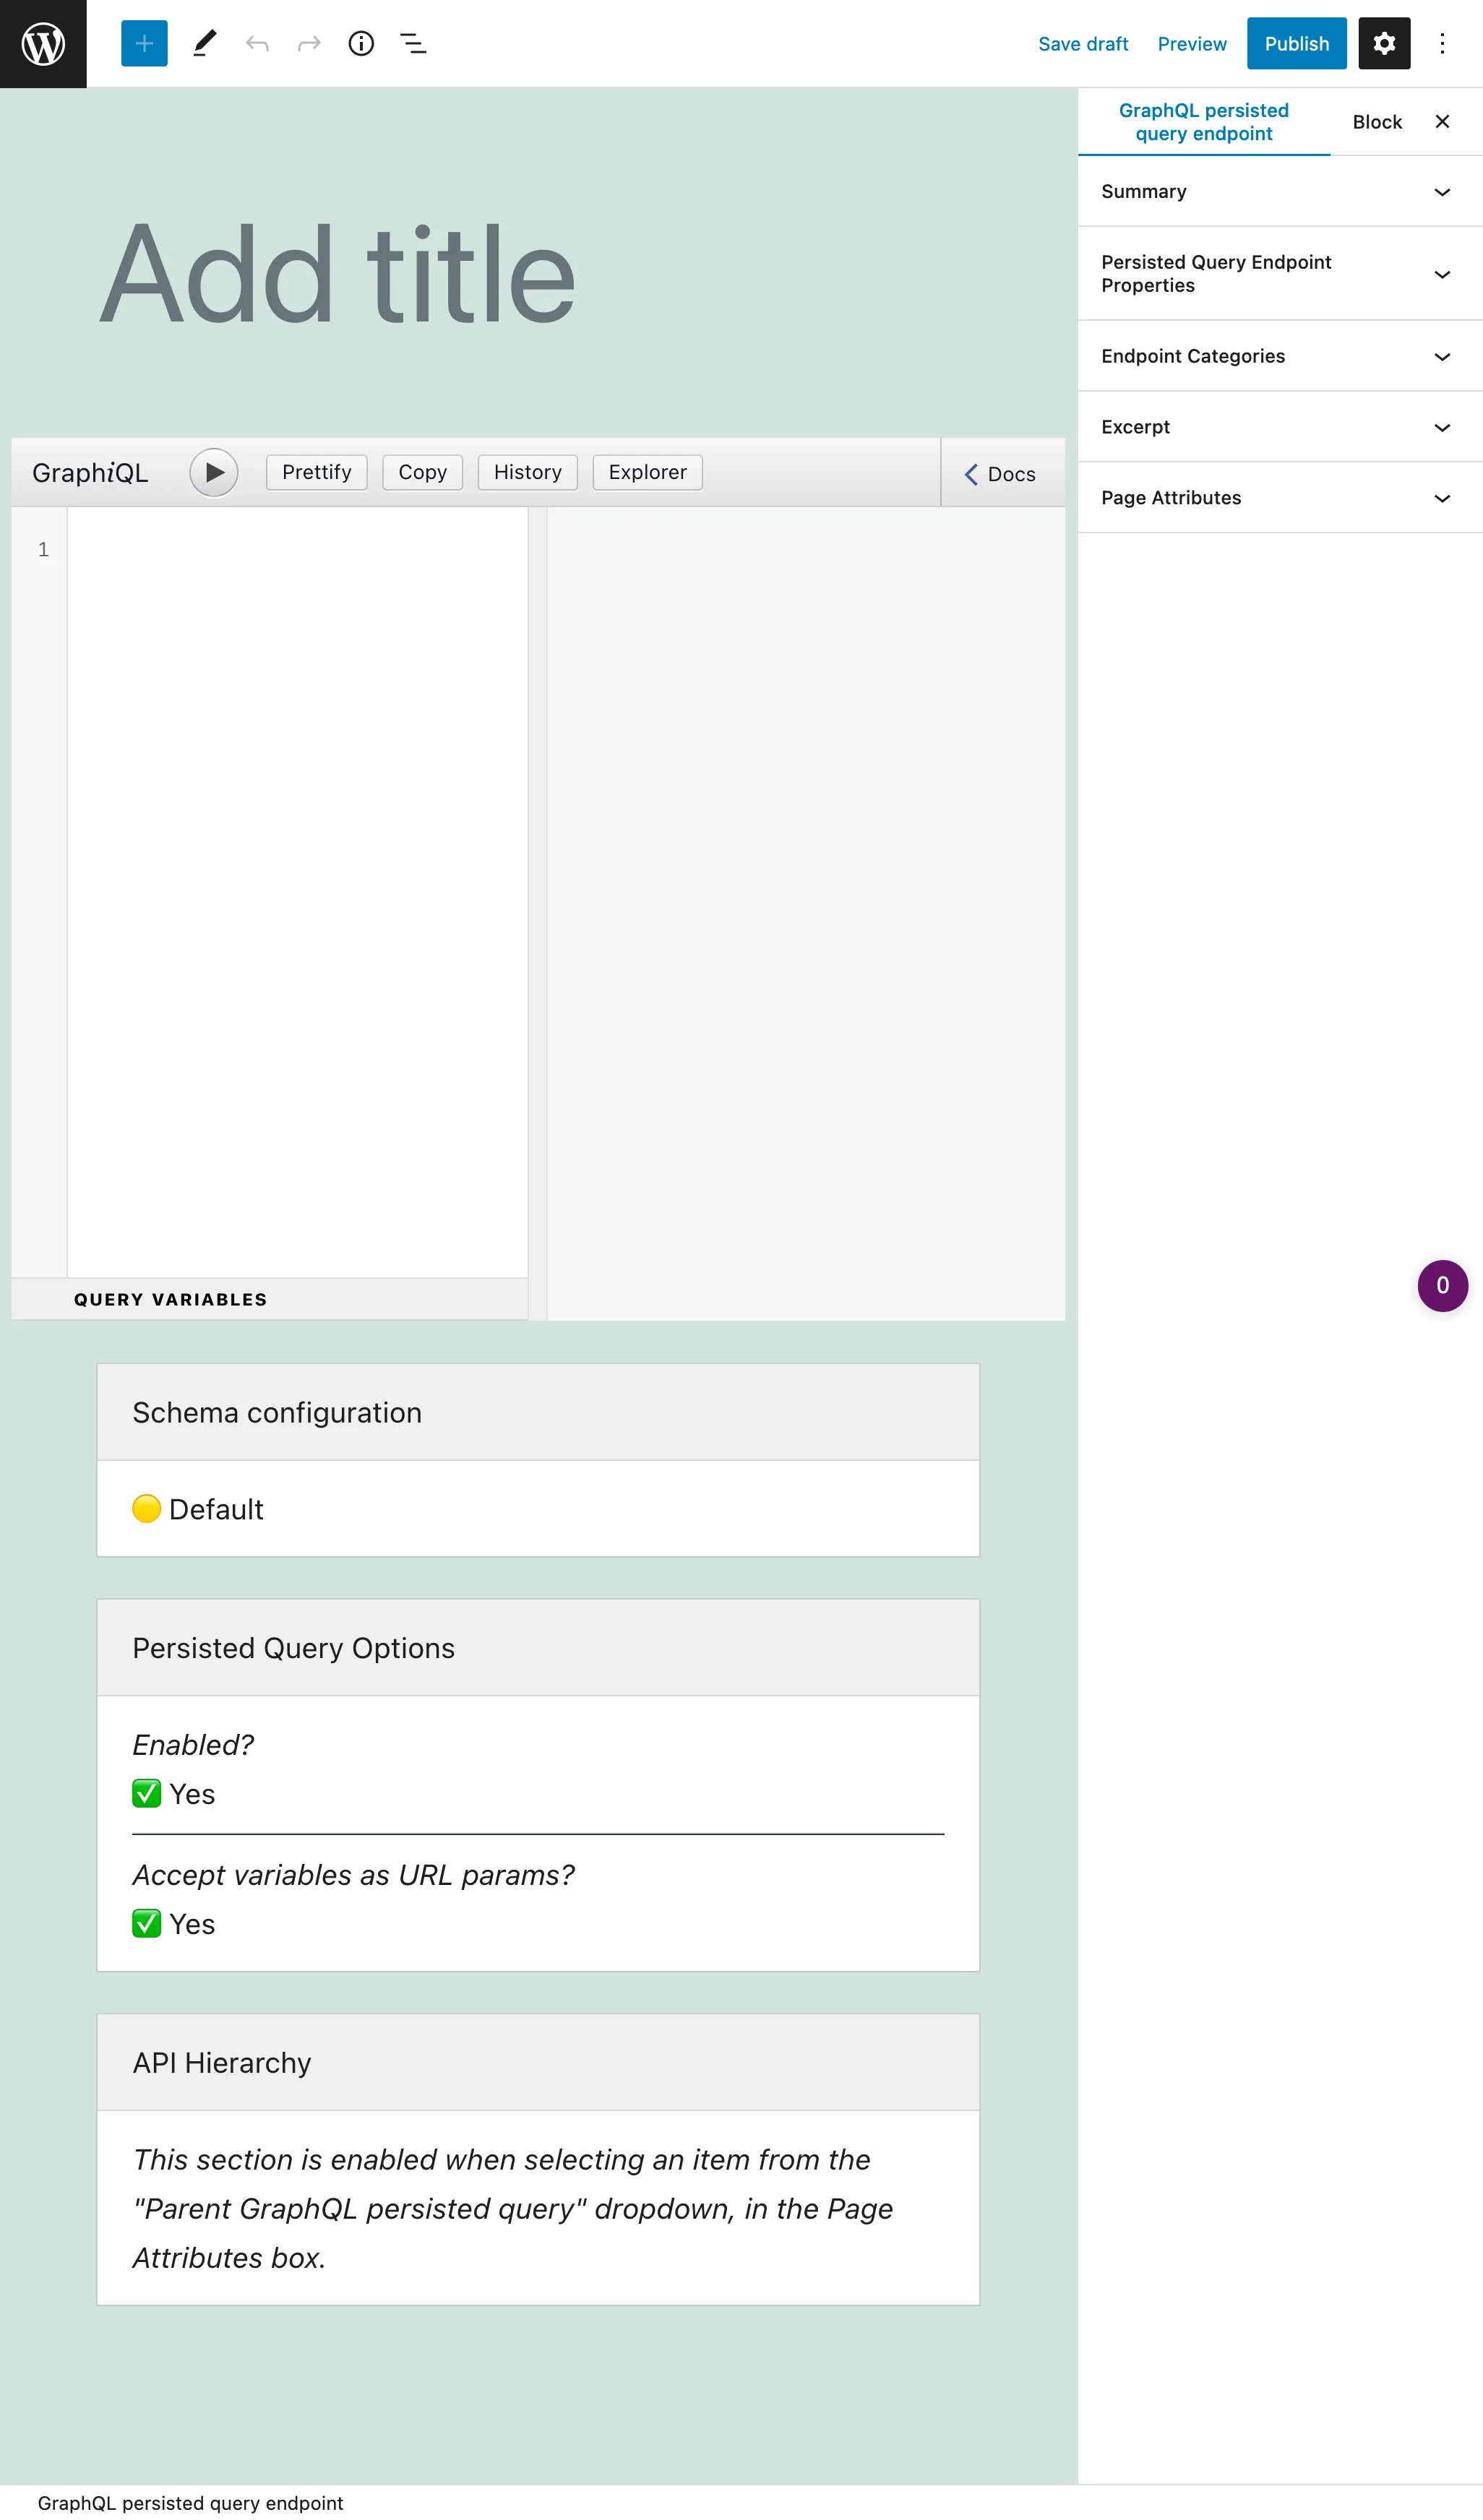 Save draft
Preview
Publish
GraphQL persisted
query endpoint
Block
Summary
Persisted Query Endpoint
Properties
Endpoint Categories
Excerpt
Page Attributes
Add title
GraphiQL
Prettify
Copy
History
Explorer
Docs
1
QUERY VARIABLES
0
Schema configuration
Default
Persisted Query Options
Enabled?
Yes
Accept variables as URL params?
Yes
API Hierarchy
This section is enabled when selecting an item from the
"Parent GraphQL persisted query" dropdown, in the Page
Attributes box.
GraphQL persisted query endpoint